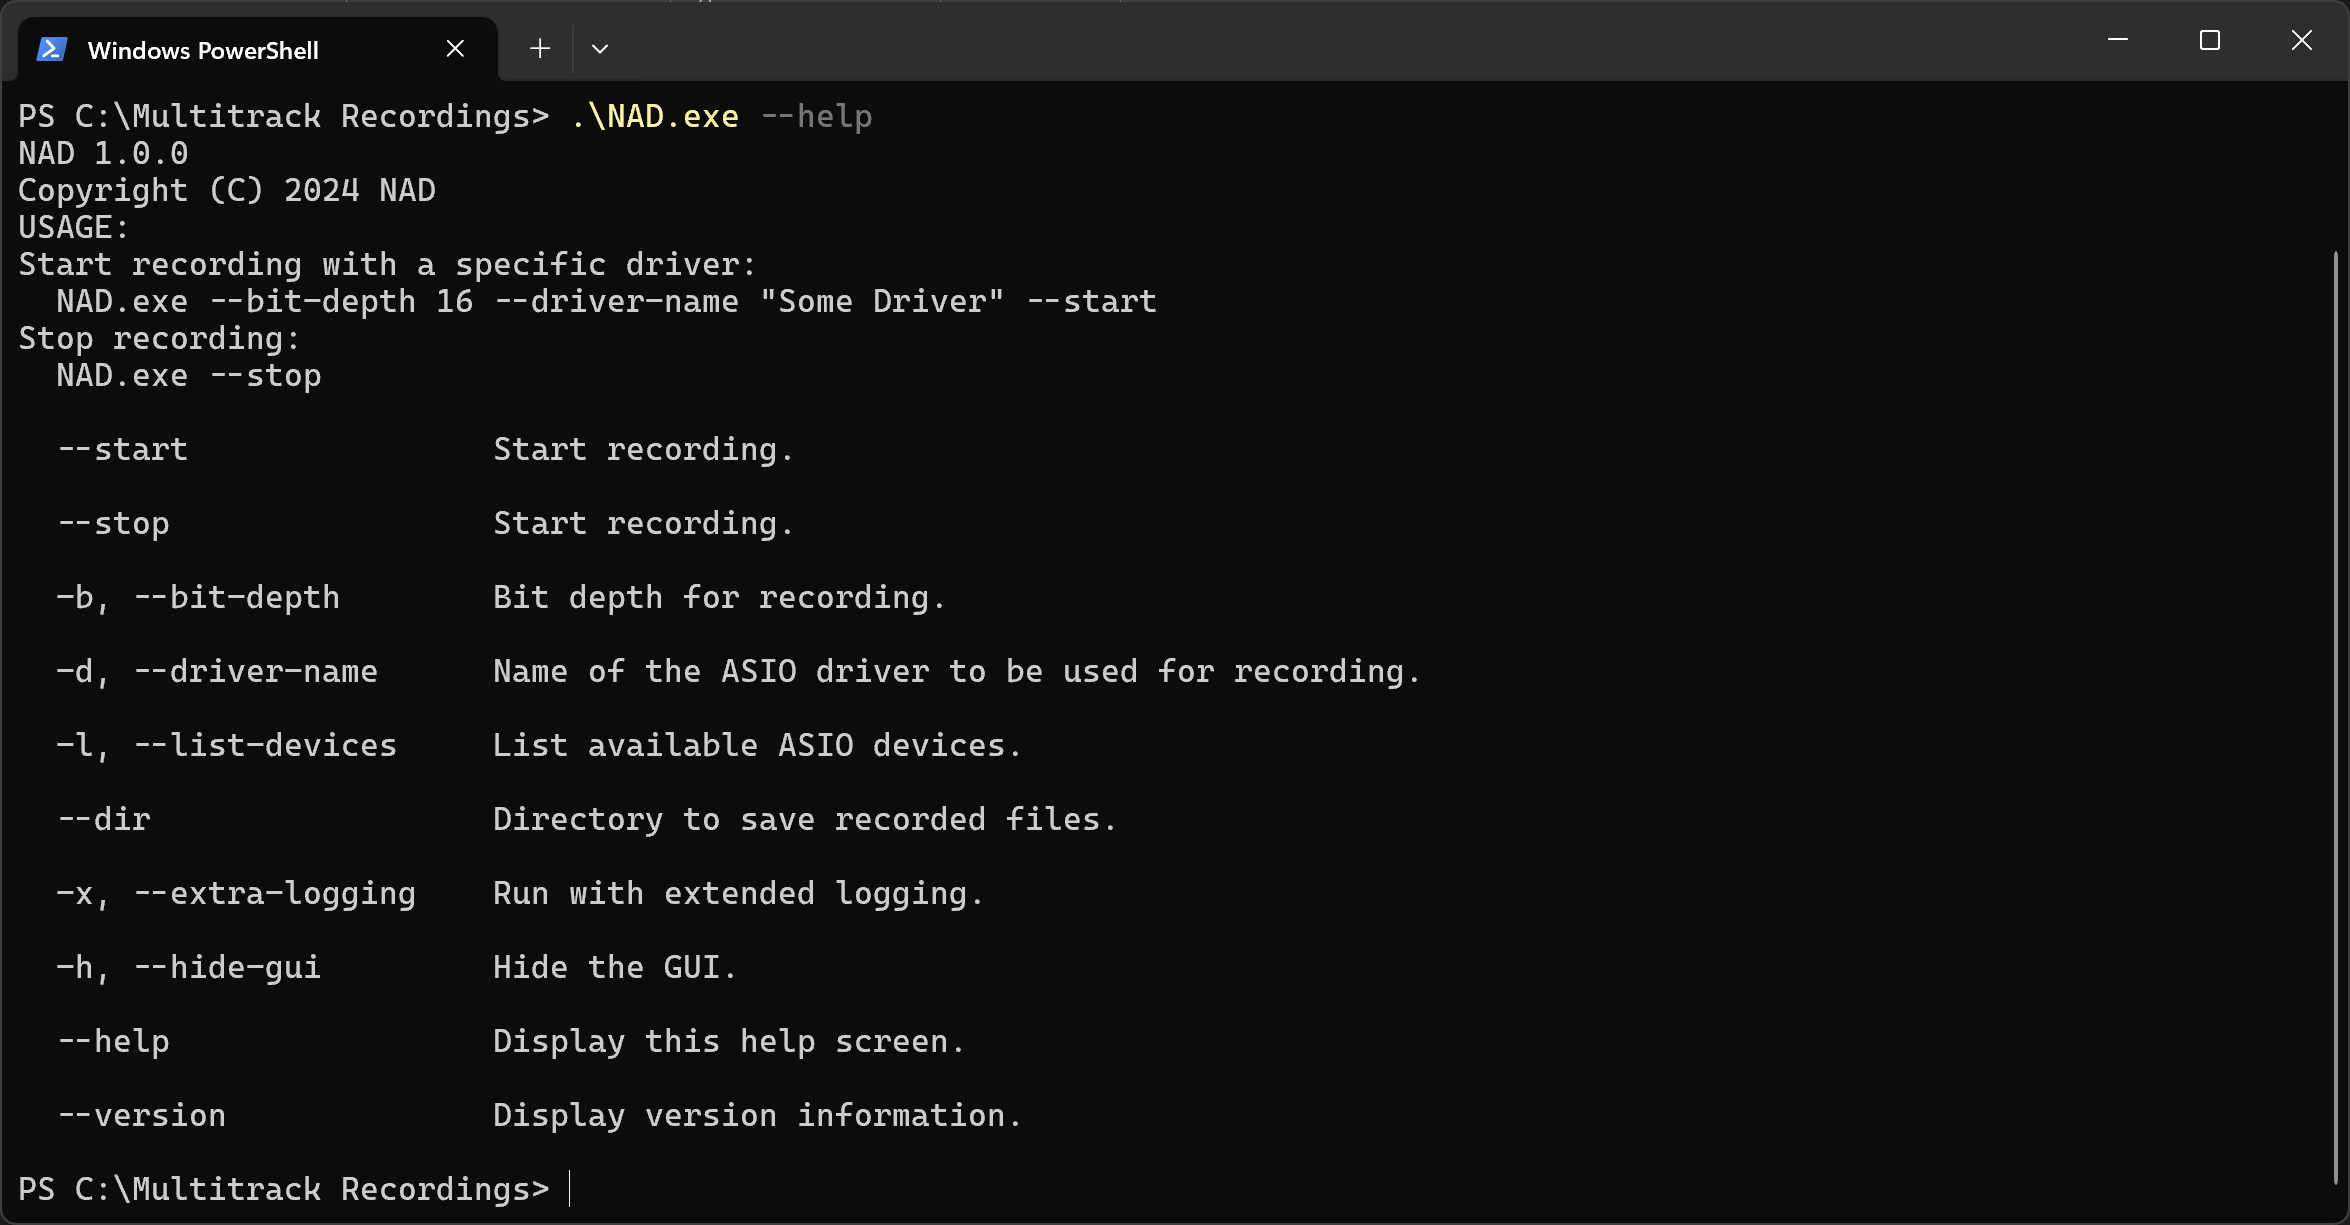 Windows PowerShell
PS C:\Multitrack Recordings> .\NAD.exe --help
NAD 1.0.0
Copyright (C) 2024 NAD
USAGE:
Start recording with a specific driver:
  NAD.exe --bit-depth 16 --driver-name "Some Driver" --start
Stop recording:
  NAD.exe --stop

  --start                Start recording.

  --stop                 Start recording.

  -b, --bit-depth        Bit depth for recording.

  -d, --driver-name      Name of the ASIO driver to be used for recording.

  -l, --list-devices     List available ASIO devices.

  --dir                  Directory to save recorded files.

  -x, --extra-logging    Run with extended logging.

  -h, --hide-gui         Hide the GUI.

  --help                 Display this help screen.

  --version              Display version information.

PS C:\Multitrack Recordings>